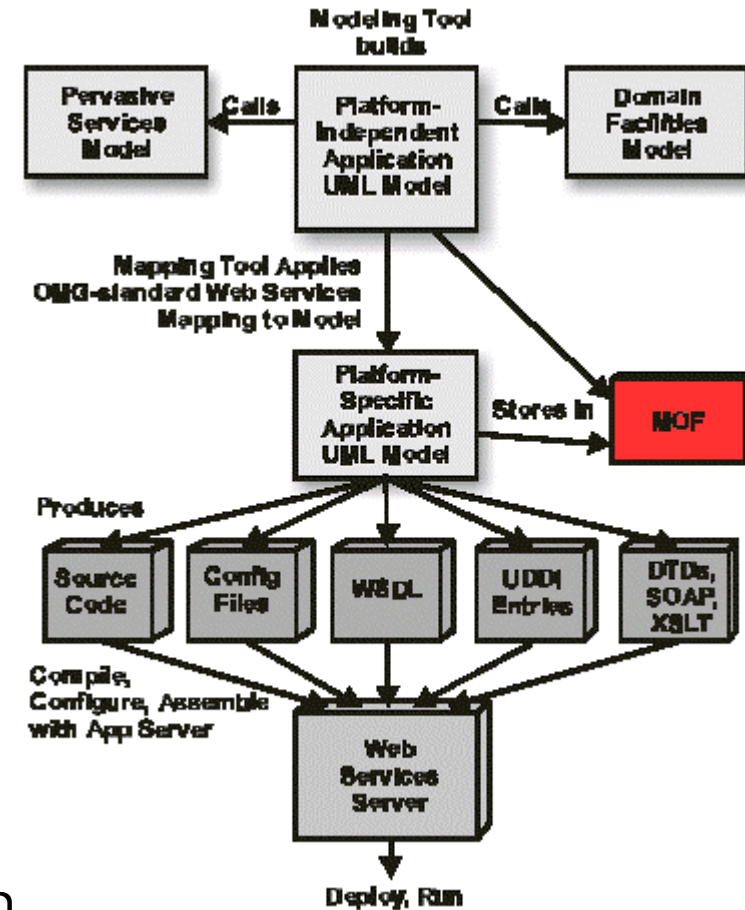 Modeling Tool
builds
Pervasive
Services
Model
Calls
Platform-
Independent
Application
UML Model
Calls
Domain
Facilities
Model
Mapping Tool Applies
OMG-standard Web Services
Mapping to Model
Platform-
Specific
Application
UML Model
Stores in
MOF
Produces
Source
Code
Config
Files
WSDL
UDDI
Entries
DTDs,
SOAP,
XSLT
Compile,
Configure, Assemble
with App Server
Web
Services
Server
Deploy, Run